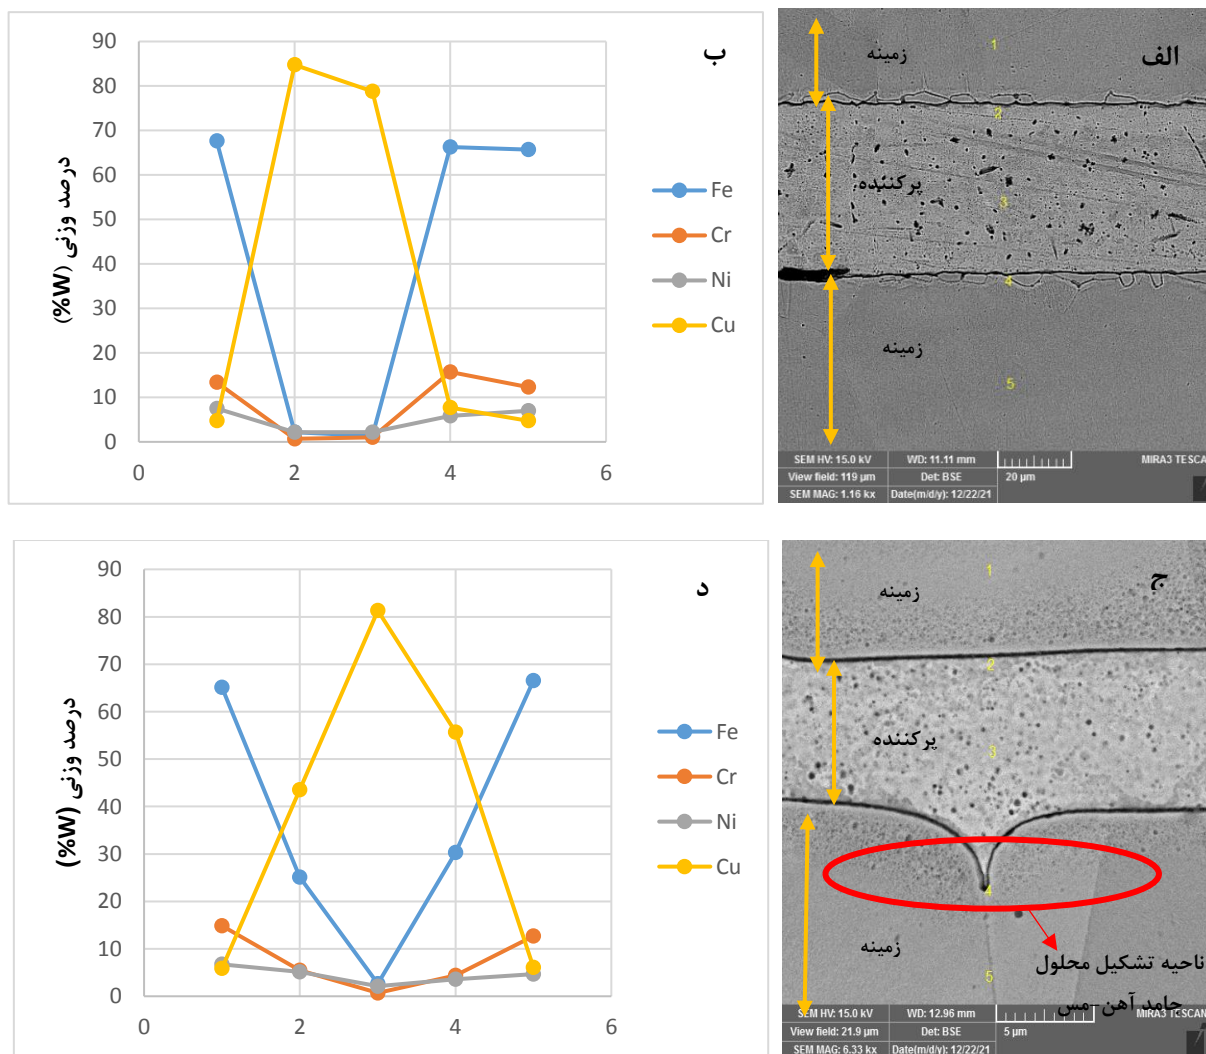 ب
90
80
70
60
50
40
30
20
10
0
0
2
4
6
درصد وزنی (W%)
Fe
Cr
Ni
Cu
الف
1
زمینه
2
پرکننده
3
4
زمینه
5
SEM HV: 15.0 kV
WD: 11.11 mm
MIRA3 TESCA
View field: 119 µm
Det: BSE
20 µm
SEM MAG: 1.16 kx
Date(m/d/y): 12/22/21
د
90
80
70
60
50
40
30
20
10
0
0
2
4
6
درصد وزنی (W%)
Fe
Cr
Ni
Cu
ج
1
زمینه
2
پرکننده
3
4
زمینه
5
ناحیه تشکیل محلول
جامد آهن-مس
SEM HV: 15.0 kV
WD: 12.96 mm
MIRA3 TESCA
View field: 21.9 µm
Det: BSE
5 µm
SEM MAG: 6.33 kx
Date(m/d/y): 12/22/21